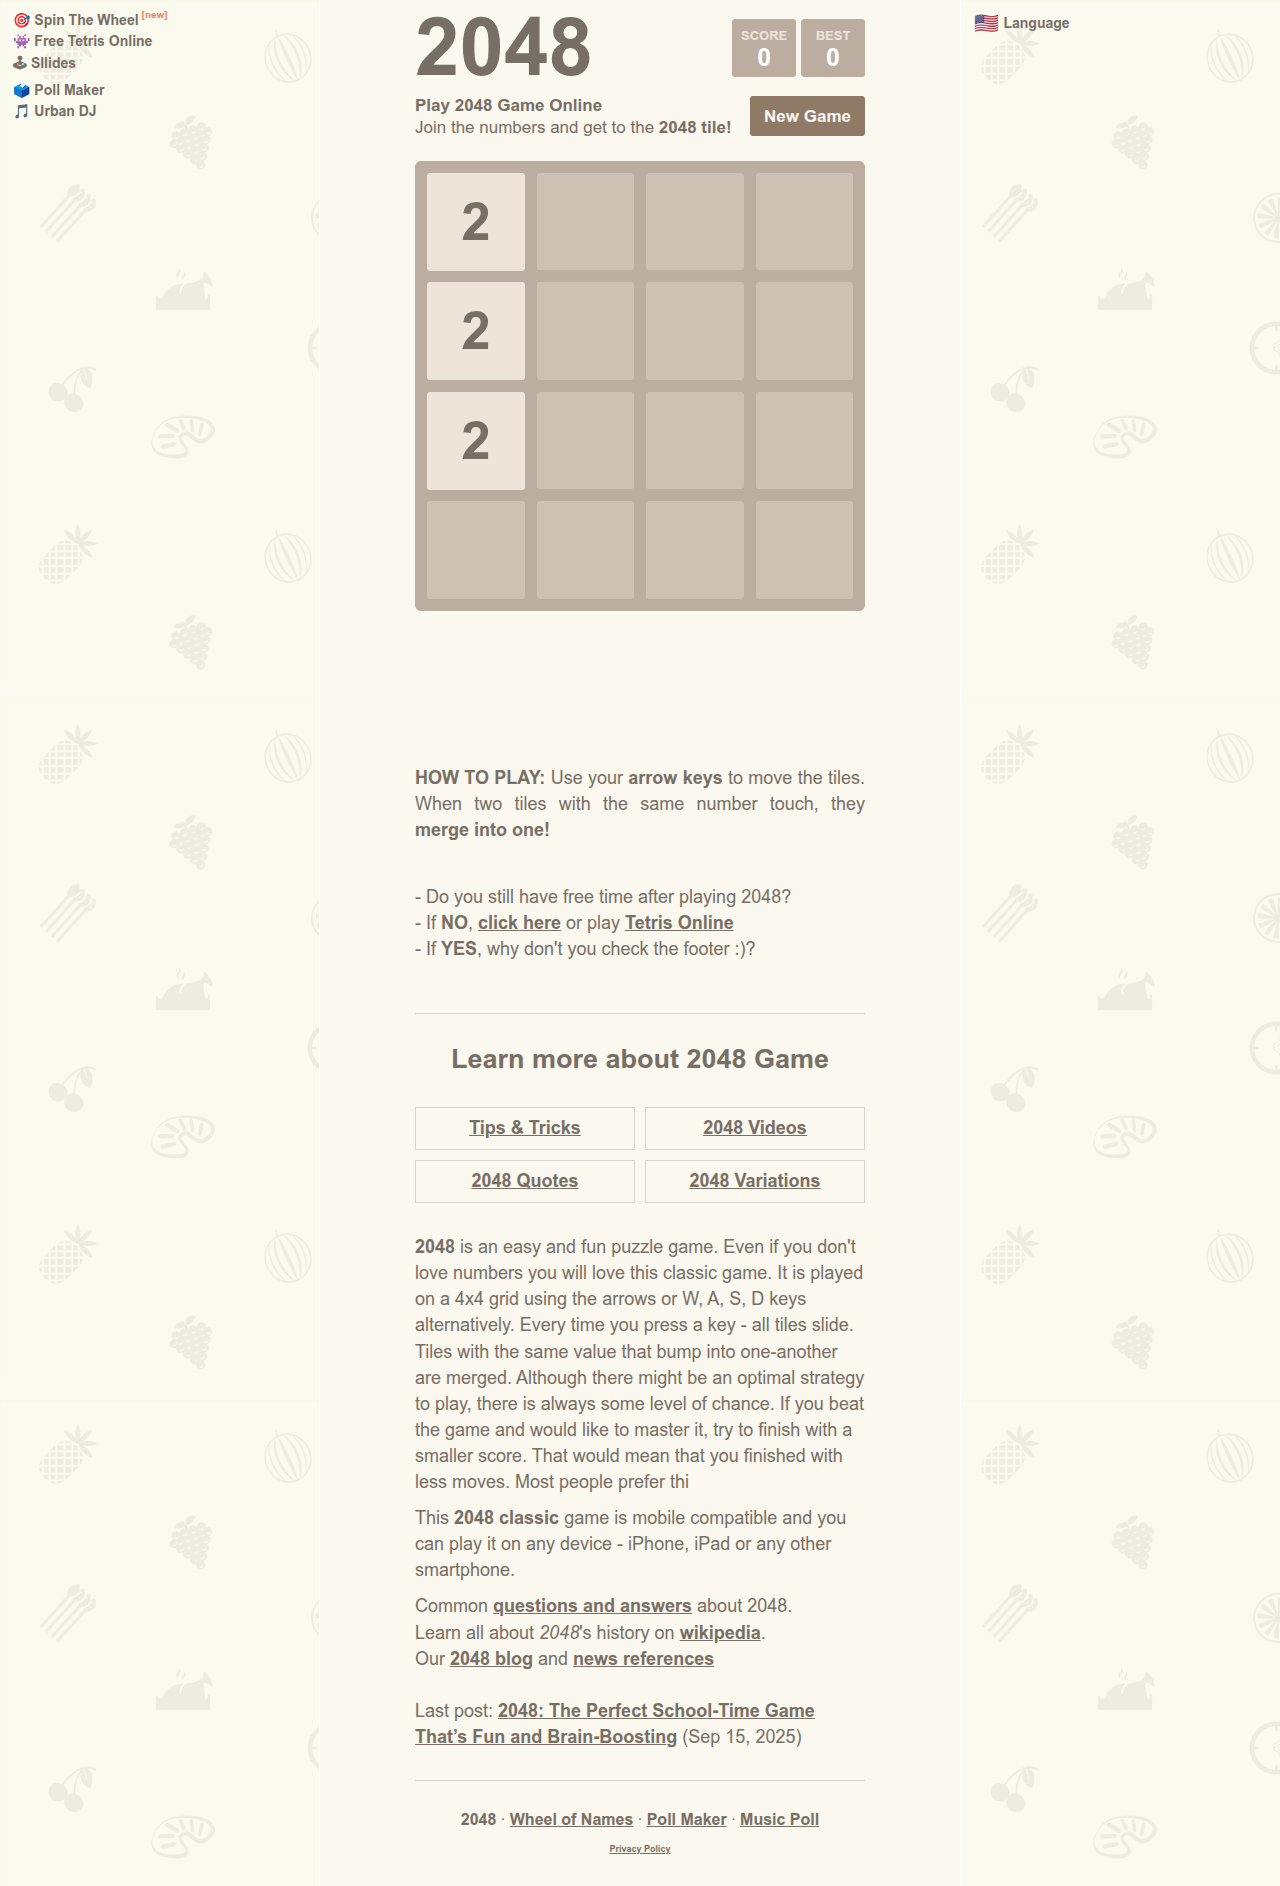 Spin The Wheel [new]
Free Tetris Online
Sllides
Poll Maker
Urban DJ
2048
SCORE
0
BEST
0
Language
Play 2048 Game Online
Join the numbers and get to the 2048 tile!
New Game
2
2
2
HOW TO PLAY: Use your arrow keys to move the tiles.
When two tiles with the same number touch, they
merge into one!
- Do you still have free time after playing 2048?
- If NO, click here or play Tetris Online
- If YES, why don't you check the footer :)?
Learn more about 2048 Game
Tips & Tricks
2048 Videos
2048 Quotes
2048 Variations
2048 is an easy and fun puzzle game. Even if you don't
love numbers you will love this classic game. It is played
on a 4x4 grid using the arrows or W, A, S, D keys
alternatively. Every time you press a key - all tiles slide.
Tiles with the same value that bump into one-another
are merged. Although there might be an optimal strategy
to play, there is always some level of chance. If you beat
the game and would like to master it, try to finish with a
smaller score. That would mean that you finished with
less moves. Most people prefer thi
This 2048 classic game is mobile compatible and you
can play it on any device - iPhone, iPad or any other
smartphone.
Common questions and answers about 2048.
Learn all about 2048's history on wikipedia.
Our 2048 blog and news references
Last post: 2048: The Perfect School-Time Game
That’s Fun and Brain-Boosting (Sep 15, 2025)
2048 · Wheel of Names · Poll Maker · Music Poll
Privacy Policy